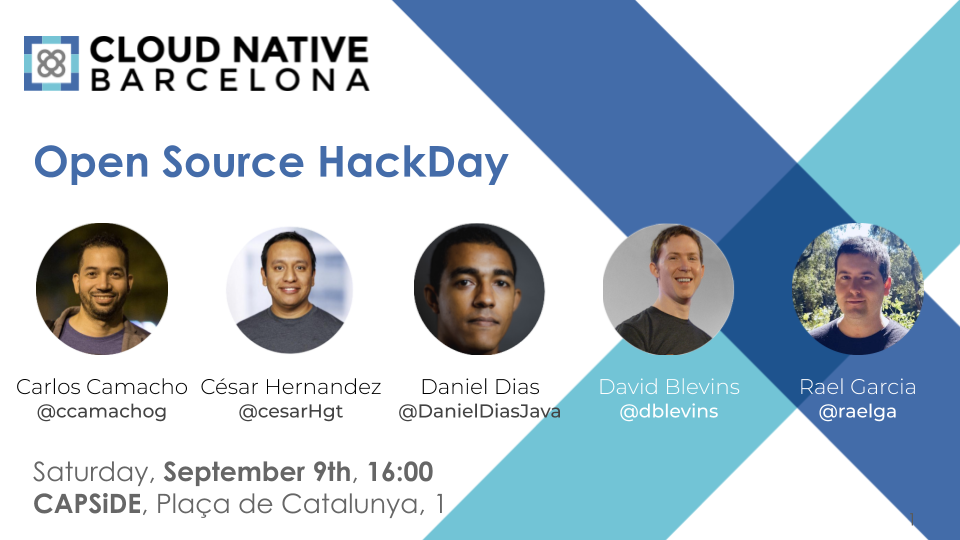 CLOUD NATIVE
BARCELONA
Open Source HackDay
Carlos Camacho
@ccamachog
César Hernandez
@cesarHgt
Daniel Dias
@DanielDiasJava
David Blevins
@dblevins
Rael Garcia
@raelga
Saturday, September 9th, 16:00
CAPSiDE, Plaça de Catalunya, 1